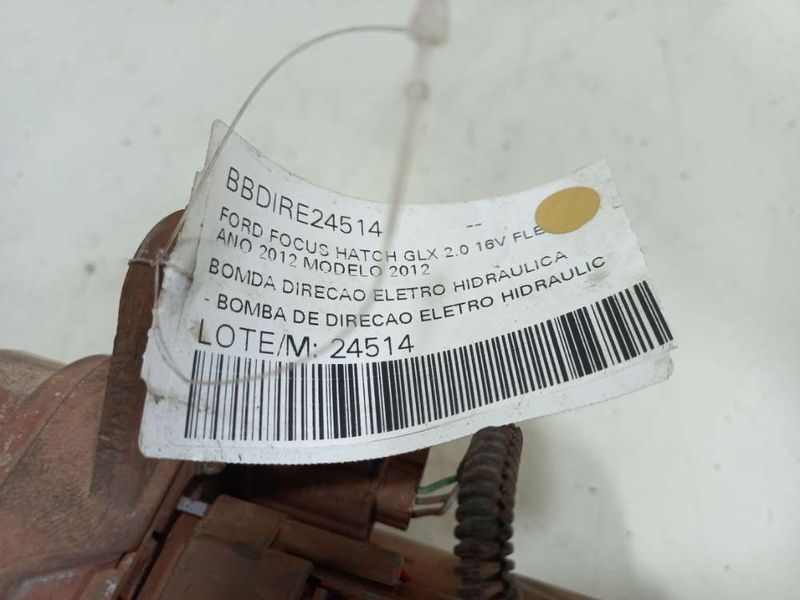 BBDIRE24514 --
FORD FOCUS HATCH GLX 2.0 16V FLE
ANO 2012 MODELO 2012
BOMDA DIRECAO ELETRO HIDRAULICA
- BOMBA DE DIRECAO ELETRO HIDRAULIC
LOTE/M: 24514